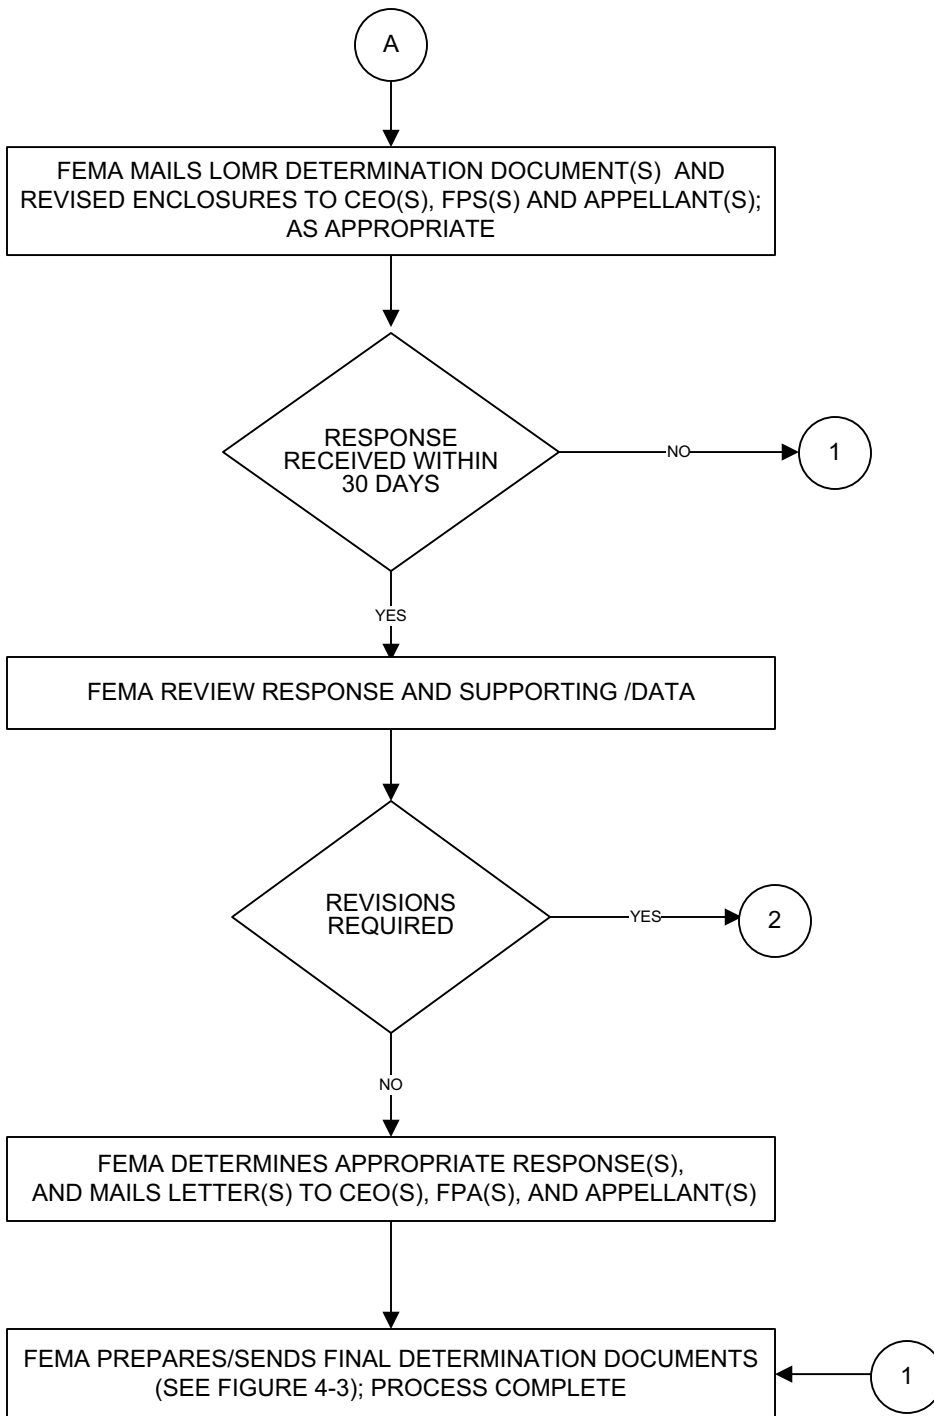 A
FEMA MAILS LOMR DETERMINATION DOCUMENT(S) AND
REVISED ENCLOSURES TO CEO(S), FPS(S) AND APPELLANT(S);
AS APPROPRIATE
RESPONSE
RECEIVED WITHIN
30 DAYS
NO
1
YES
FEMA REVIEW RESPONSE AND SUPPORTING /DATA
REVISIONS
REQUIRED
YES
2
NO
FEMA DETERMINES APPROPRIATE RESPONSE(S),
AND MAILS LETTER(S) TO CEO(S), FPA(S), AND APPELLANT(S)
FEMA PREPARES/SENDS FINAL DETERMINATION DOCUMENTS
(SEE FIGURE 4-3); PROCESS COMPLETE
1